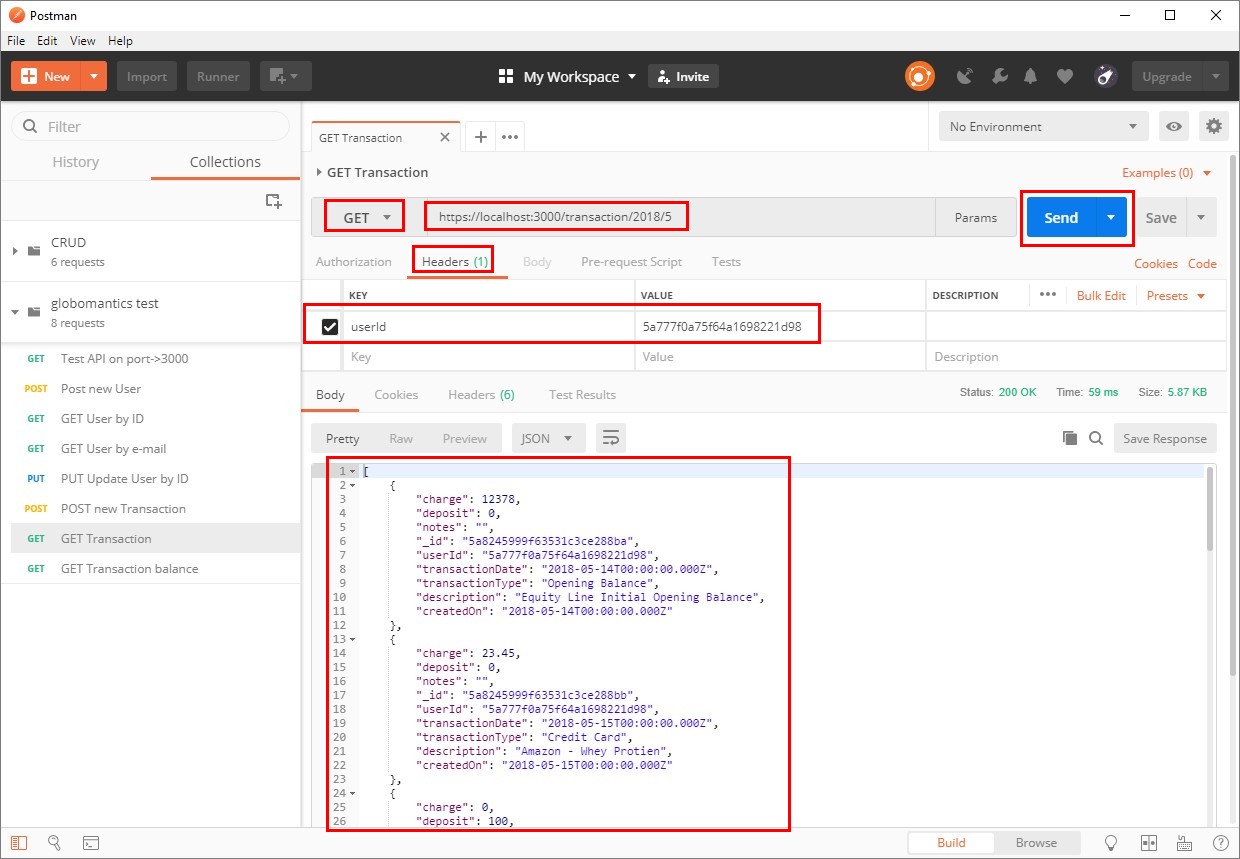 Postman
File Edit View Help
New Import Runner My Workspace Invite Upgrade
Filter
History Collections
CRUD
6 requests
globomantics test
8 requests
GET Test API on port->3000
POST Post new User
GET GET User by ID
GET GET User by e-mail
PUT PUT Update User by ID
POST POST new Transaction
GET GET Transaction
GET GET Transaction balance
GET Transaction
No Environment
GET Transaction
Examples (0)
GET https://localhost:3000/transaction/2018/5 Params Send Save
Authorization Headers (1) Body Pre-request Script Tests Cookies Code
KEY VALUE DESCRIPTION Bulk Edit Presets
userId 5a777f0a75f64a1698221d98
Key Value Description
Body Cookies Headers (6) Test Results Status: 200 OK Time: 59 ms Size: 5.87 KB
Pretty Raw Preview JSON Save Response
1 [
2 {
3 "charge": 12378,
4 "deposit": 0,
5 "notes": "",
6 "_id": "5a8245999f63531c3ce288ba",
7 "userId": "5a777f0a75f64a1698221d98",
8 "transactionDate": "2018-05-14T00:00:00.000Z",
9 "transactionType": "Opening Balance",
10 "description": "Equity Line Initial Opening Balance",
11 "createdOn": "2018-05-14T00:00:00.000Z"
12 },
13 {
14 "charge": 23.45,
15 "deposit": 0,
16 "notes": "",
17 "_id": "5a8245999f63531c3ce288bb",
18 "userId": "5a777f0a75f64a1698221d98",
19 "transactionDate": "2018-05-15T00:00:00.000Z",
20 "transactionType": "Credit Card",
21 "description": "Amazon - Whey Protien",
22 "createdOn": "2018-05-15T00:00:00.000Z"
23 },
24 {
25 "charge": 0,
26 "deposit": 100,
Build Browse